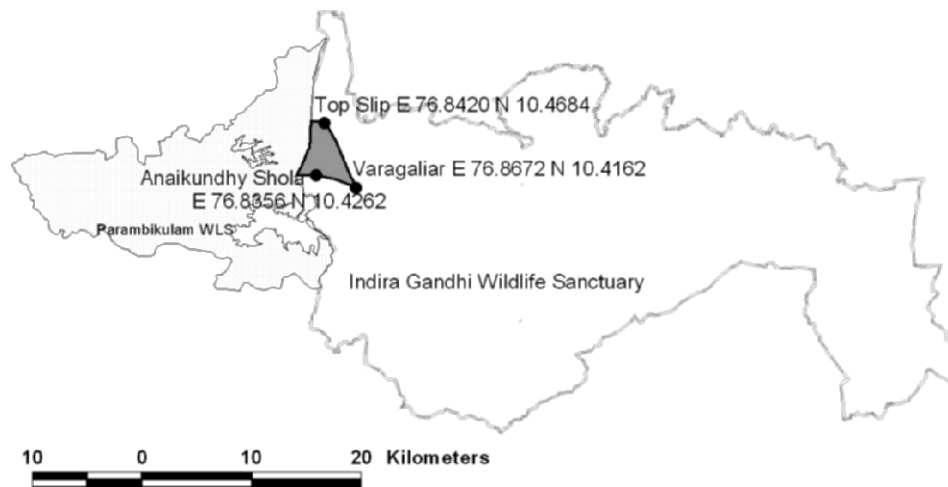 Top Slip E 76.8420 N 10.4684
Varagaliar E 76.8672 N 10.4162
Anaikundhy Shola
E 76.8356 N 10.4262
Parambikulam WLS
Indira Gandhi Wildlife Sanctuary
10 0 10 20 Kilometers